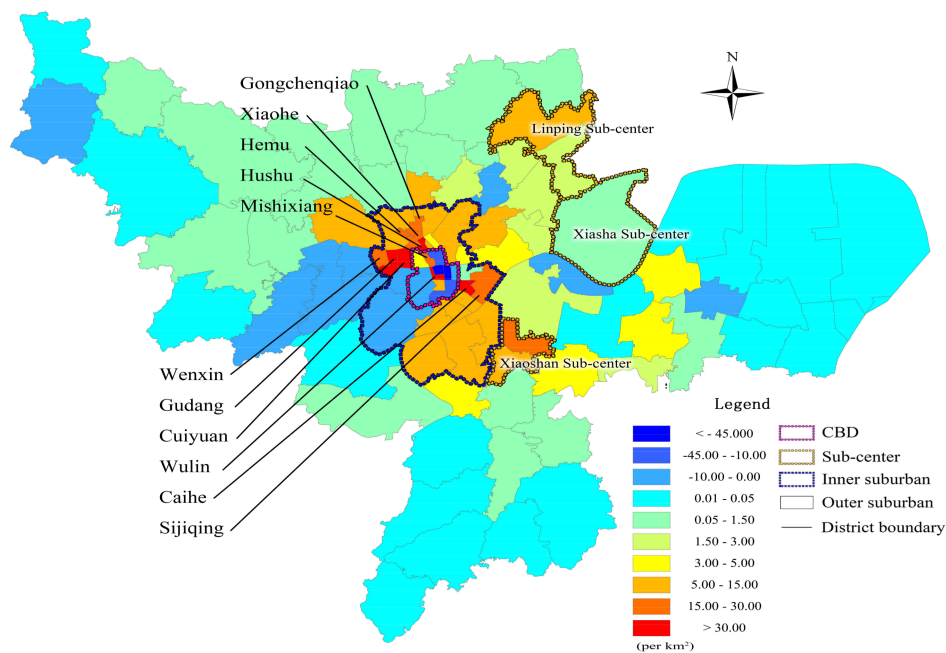 N
Gongchenqiao
Xiaohe
Hemu
Hushu
Mishixiang
Linping Sub-center
Xiasha Sub-center
Xiaoshan Sub-center
Wenxin
Gudang
Cuiyuan
Wulin
Caihe
Sijiqing
Legend
< - 45.000
-45.00 - -10.00
-10.00 - 0.00
0.01 - 0.05
0.05 - 1.50
1.50 - 3.00
3.00 - 5.00
5.00 - 15.00
15.00 - 30.00
> 30.00
(per km²)
CBD
Sub-center
Inner suburban
Outer suburban
District boundary